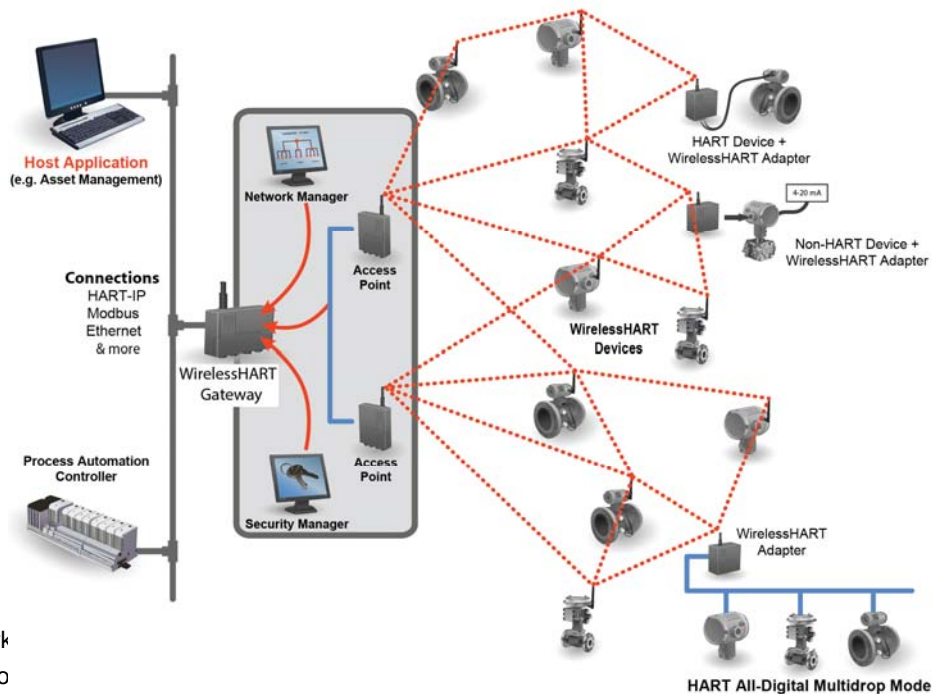 Host Application
(e.g. Asset Management)
Connections
HART-IP
Modbus
Ethernet
& more
WirelessHART
Gateway
Process Automation
Controller
Network Manager
Access
Point
Access
Point
Security Manager
HART Device +
WirelessHART Adapter
4-20 mA
Non-HART Device +
WirelessHART Adapter
WirelessHART
Devices
WirelessHART
Adapter
HART All-Digital Multidrop Mode